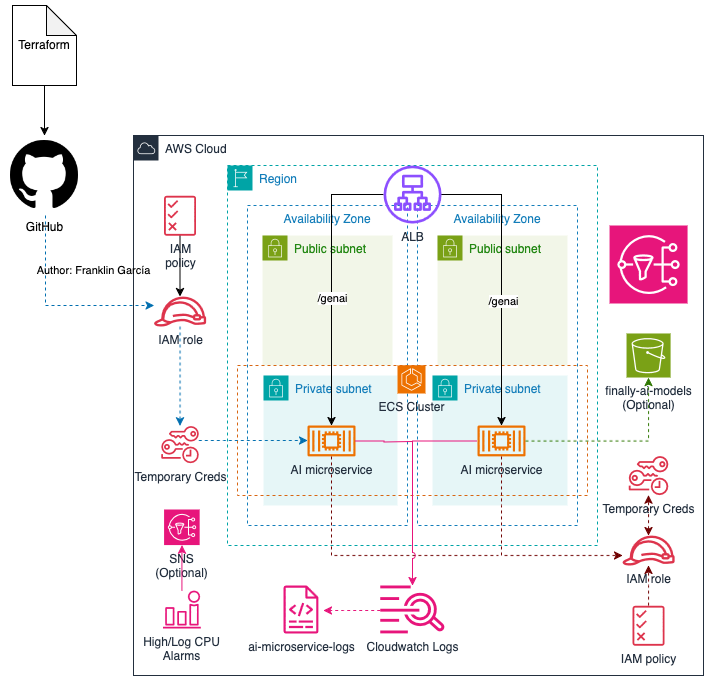 Terraform
GitHub
AWS Cloud
Region
ALB
Availability Zone
Availability Zone
Public subnet
Public subnet
IAM
policy
Author: Franklin García
/genai
/genai
IAM role
Private subnet
Private subnet
ECS Cluster
finally-ai-models
(Optional)
AI microservice
AI microservice
Temporary Creds
Temporary Creds
SNS
(Optional)
IAM role
High/Log CPU
Alarms
ai-microservice-logs
Cloudwatch Logs
IAM policy